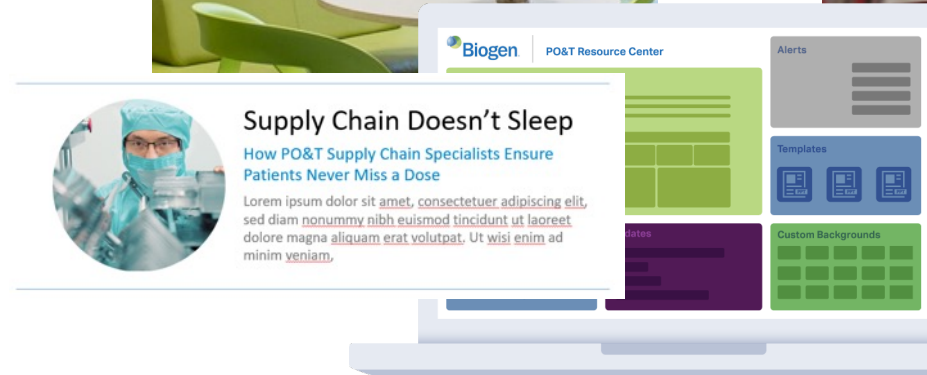 Biogen
PO&T Resource Center
Alerts
Supply Chain Doesn't Sleep
How PO&T Supply Chain Specialists Ensure
Patients Never Miss a Dose
Lorem ipsum dolor sit amet, consectetuer adipiscing elit,
sed diam nonummy nibh euismod tincidunt ut laoreet
dolore magna aliquam erat volutpat. Ut wisi enim ad
minim veniam,
Templates
Custom Backgrounds